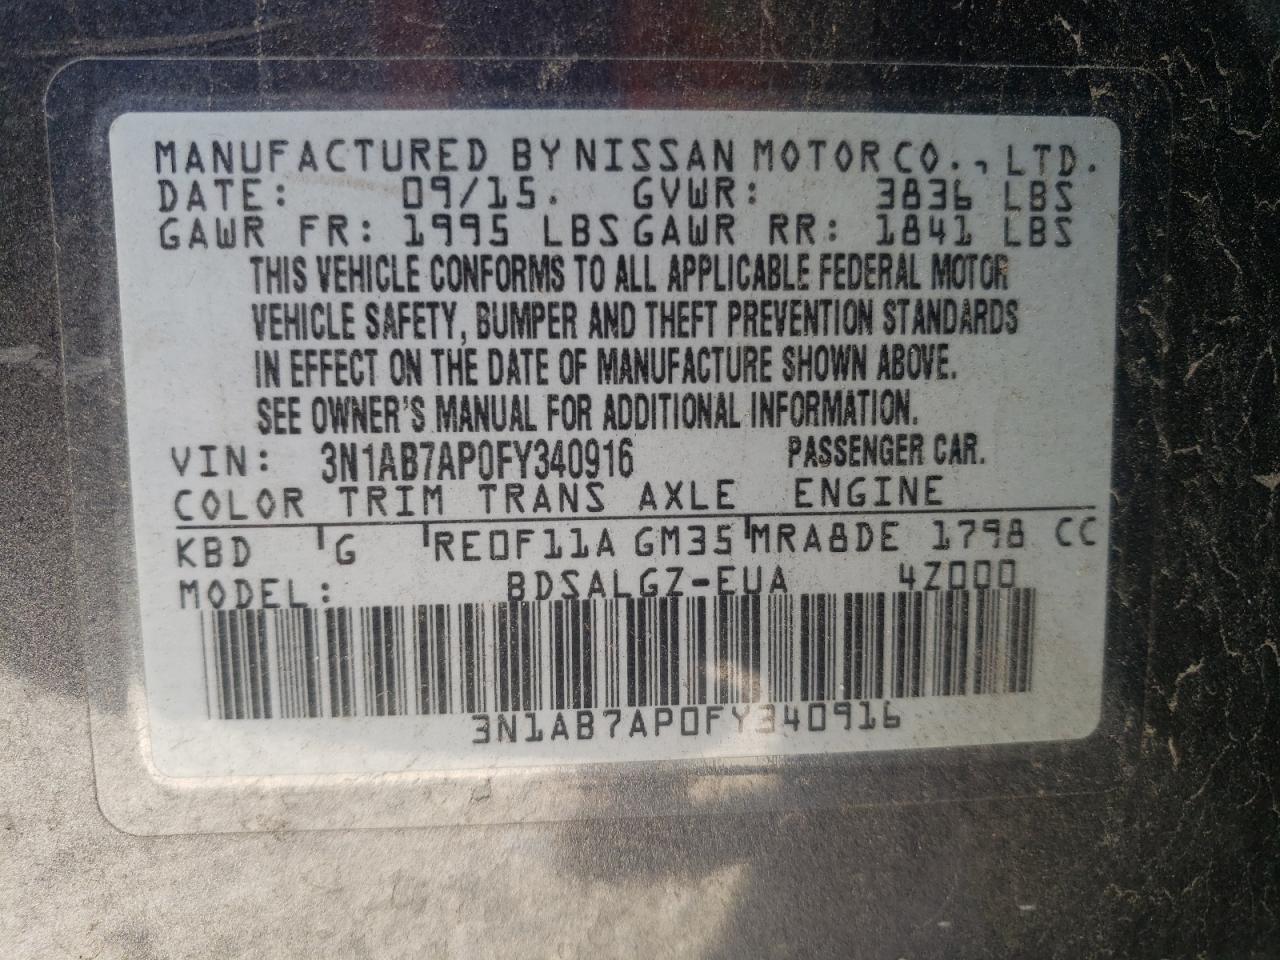 MANUFACTURED BY NISSAN MOTOR CO., LTD.
DATE: 09/15. GVWR: 3836 LBS
GAWR FR: 1995 LBS GAWR RR: 1841 LBS
THIS VEHICLE CONFORMS TO ALL APPLICABLE FEDERAL MOTOR
VEHICLE SAFETY, BUMPER AND THEFT PREVENTION STANDARDS
IN EFFECT ON THE DATE OF MANUFACTURE SHOWN ABOVE.
SEE OWNER'S MANUAL FOR ADDITIONAL INFORMATION.
VIN: 3N1AB7AP0FY340916 PASSENGER CAR.
COLOR TRIM TRANS AXLE ENGINE
KBD G RE0F11A GM35 MRA8DE 1798 CC
MODEL: BDSALGZ-EUA 4Z000
3N1AB7AP0FY340916